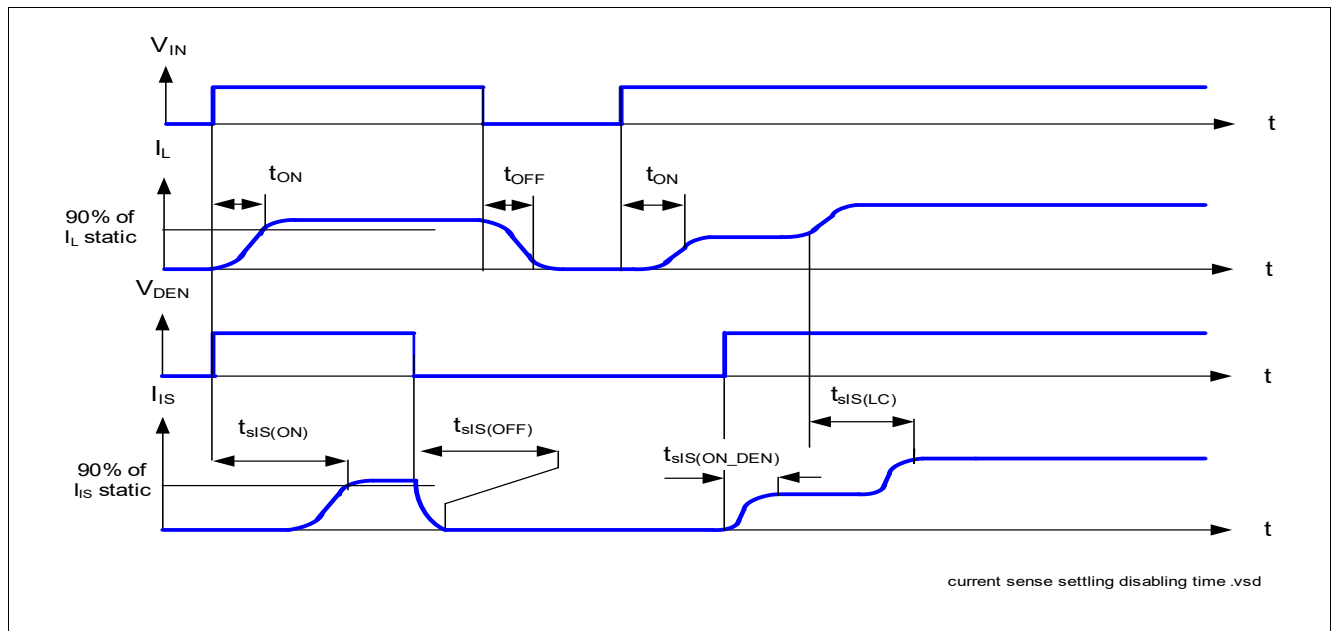 VIN
t
IL
tON
tOFF
tON
90% of
IL static
t
VDEN
t
IIS
tsIS(ON)
tsIS(OFF)
tsIS(LC)
tsIS(ON_DEN)
90% of
IIS static
t
current sense settling disabling time .vsd